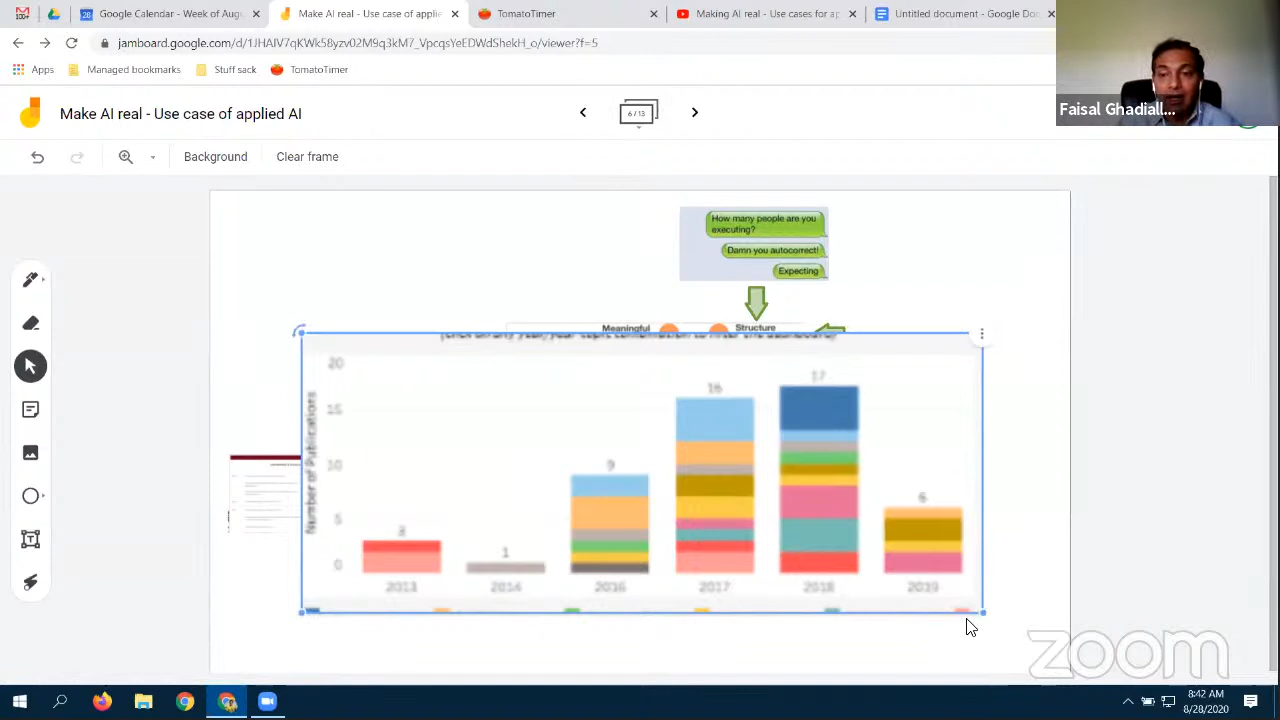 Google Calendar - Week of Augu
Make AI real - Use case of applie
TomatoTimer
Making AI real - Use cases for ap
Untitled document - Google Do
jamboard.google.com/d/1JHAIV7qKWk58yzv02M9q3kM7_VpcqsYeEDWdShekH_o/viewer?f=5
Apps
Managed bookmarks
Stuff sack
TomatoTimer
Faisal Ghadiall...
Make AI real - Use case of applied AI
6 / 13
Background
Clear frame
How many people are you
executing?
Damn you autocorrect!
Expecting
Meaningful
Structure
Number of Publications
20
15
10
5
0
3
1
9
16
17
6
2013
2014
2016
2017
2018
2019
zoom
8:42 AM
8/28/2020